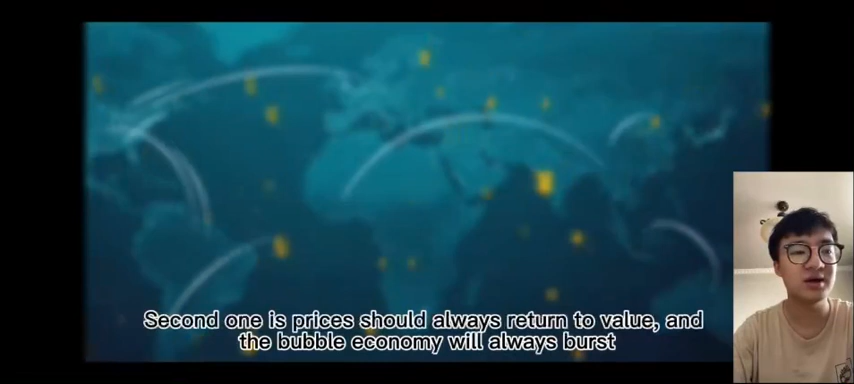 Second one is prices should always return to value, and
the bubble economy will always burst